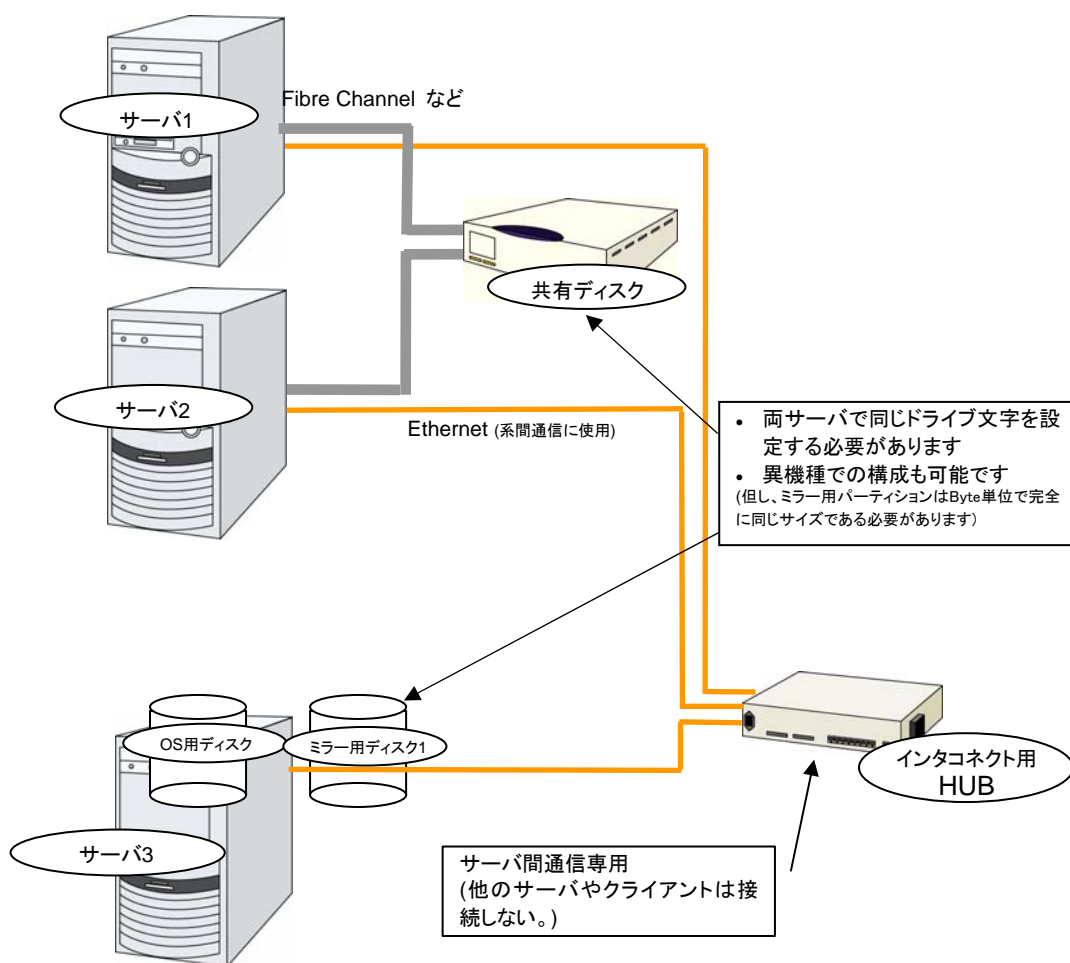 Fibre Channel など
サーバ1
共有ディスク
サーバ2
Ethernet (系間通信に使用)
• 両サーバで同じドライブ文字を設
定する必要があります
• 異機種での構成も可能です
(但し、ミラー用パーティションはByte単位で完全
に同じサイズである必要があります)
OS用ディスク
ミラー用ディスク1
インタコネクト用
HUB
サーバ3
サーバ間通信専用
(他のサーバやクライアントは接
続しない。)